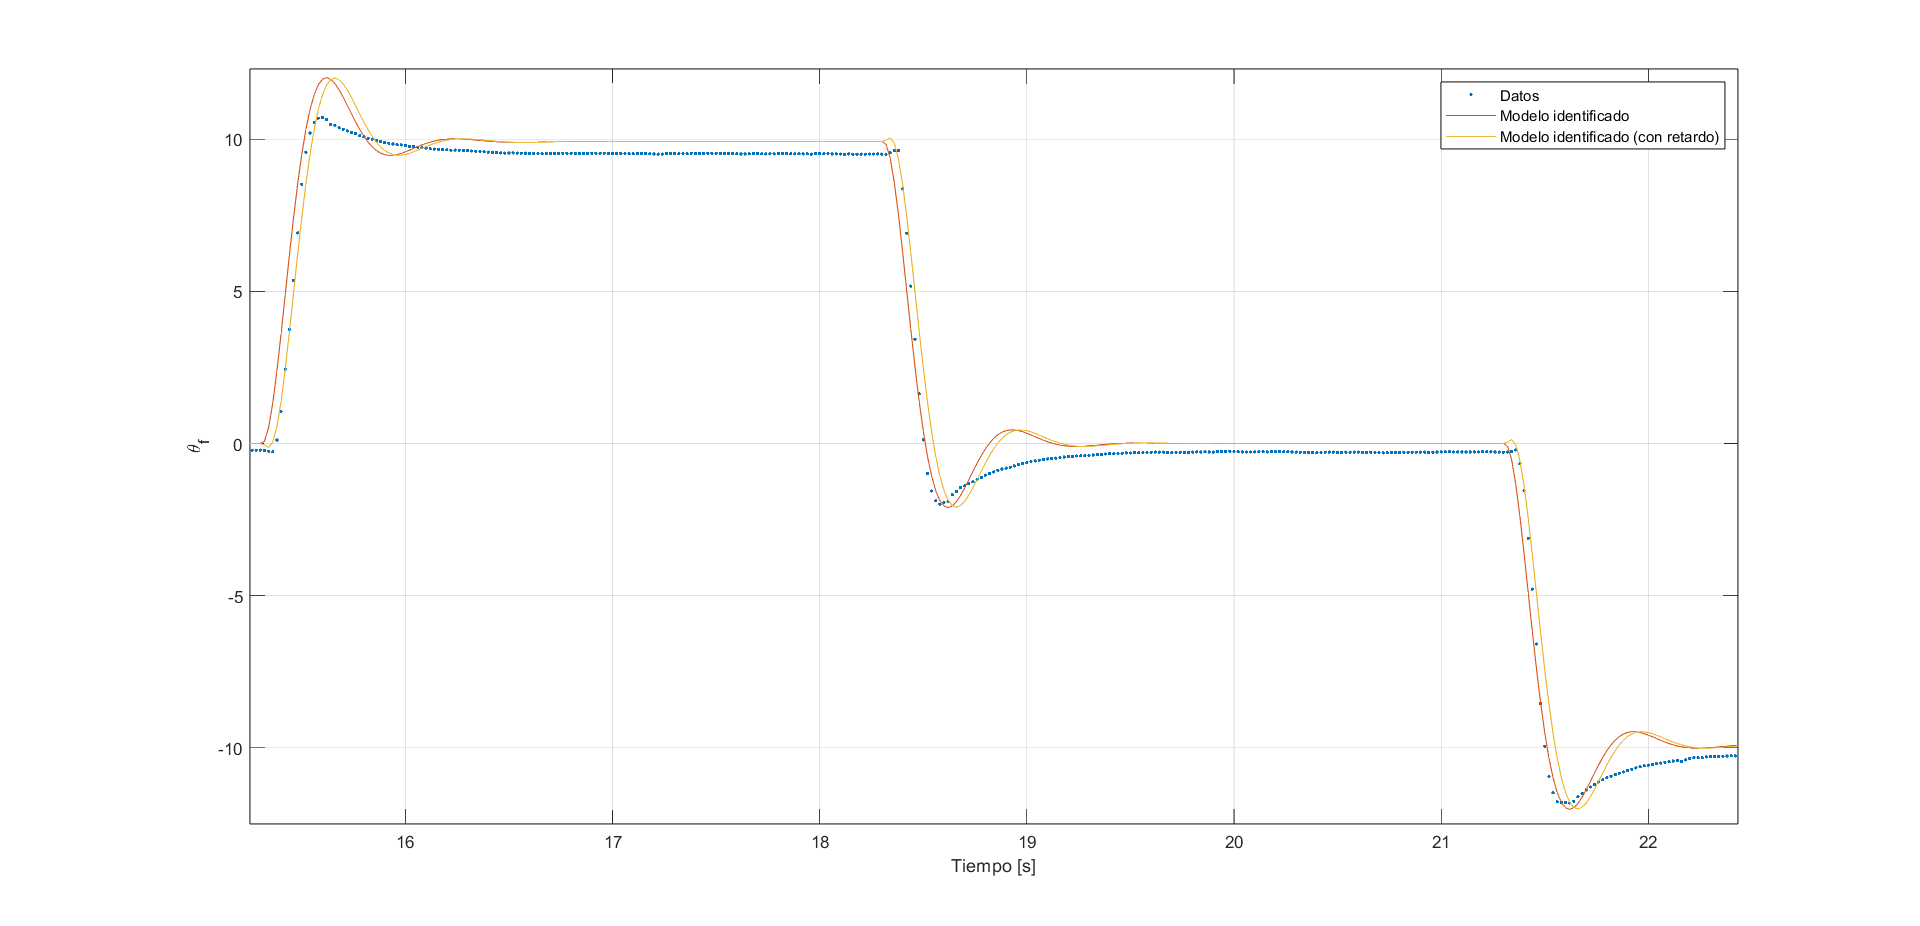 Datos
Modelo identificado
Modelo identificado (con retardo)
10
5
0
-5
-10
θf
16 17 18 19 20 21 22
Tiempo [s]